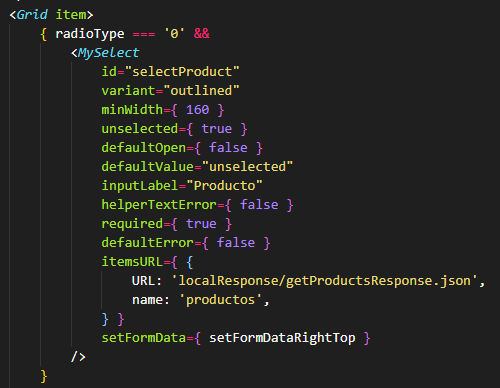 <Grid item>
{ radioType === '0' &&
<MySelect
id="selectProduct"
variant="outlined"
minWidth={ 160 }
unselected={ true }
defaultOpen={ false }
defaultValue="unselected"
inputLabel="Producto"
helperTextError={ false }
required={ true }
defaultError={ false }
itemsURL={ {
URL: 'localResponse/getProductsResponse.json',
name: 'productos',
} }
setFormData={ setFormDataRightTop }
/>
}